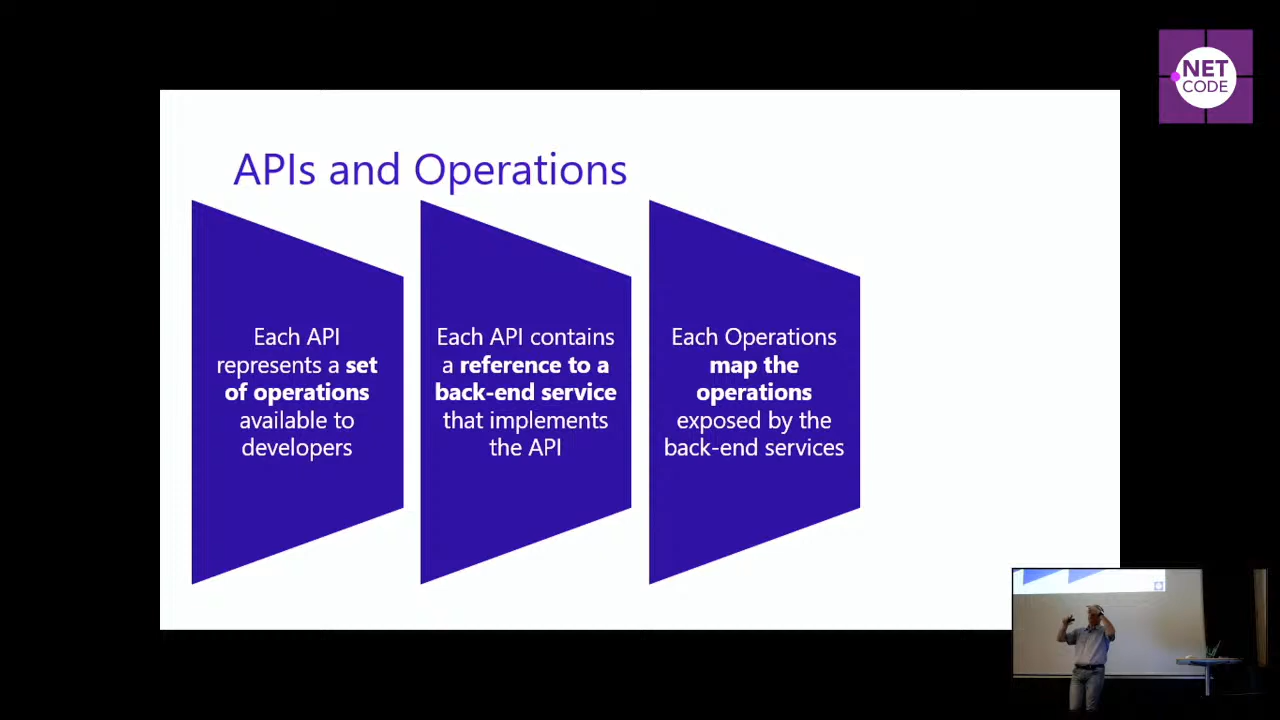 NET
CODE
APIs and Operations
Each API
represents a set
of operations
available to
developers
Each API contains
a reference to a
back-end service
that implements
the API
Each Operations
map the
operations
exposed by the
back-end services